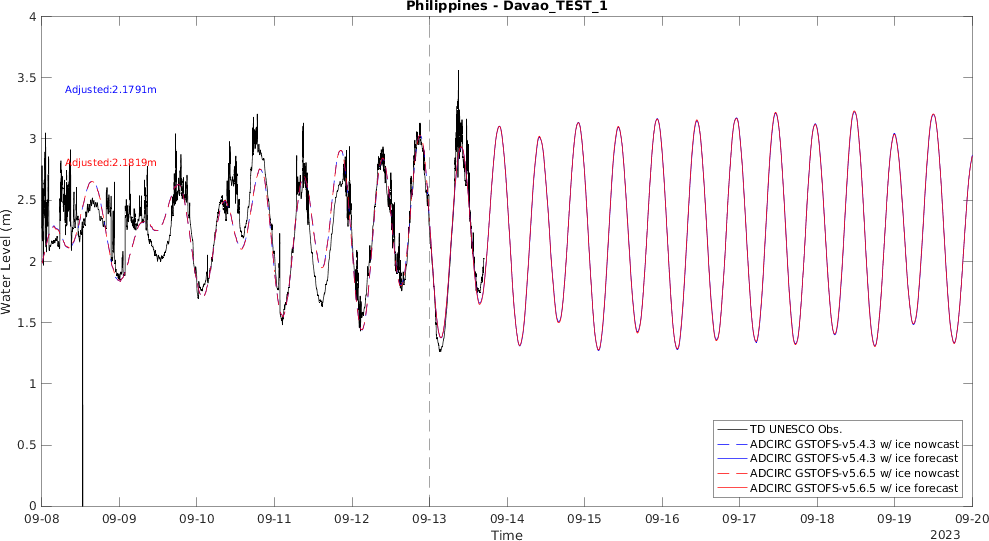 Philippines - Davao_TEST_1
4
3.5
3
2.5
2
1.5
1
0.5
0
Water Level (m)
Adjusted:2.1791m
Adjusted:2.1819m
TD UNESCO Obs.
ADCIRC GSTOFS-v5.4.3 w/ ice nowcast
ADCIRC GSTOFS-v5.4.3 w/ ice forecast
ADCIRC GSTOFS-v5.6.5 w/ ice nowcast
ADCIRC GSTOFS-v5.6.5 w/ ice forecast
09-08 09-09 09-10 09-11 09-12 09-13 09-14 09-15 09-16 09-17 09-18 09-19 09-20
Time
2023